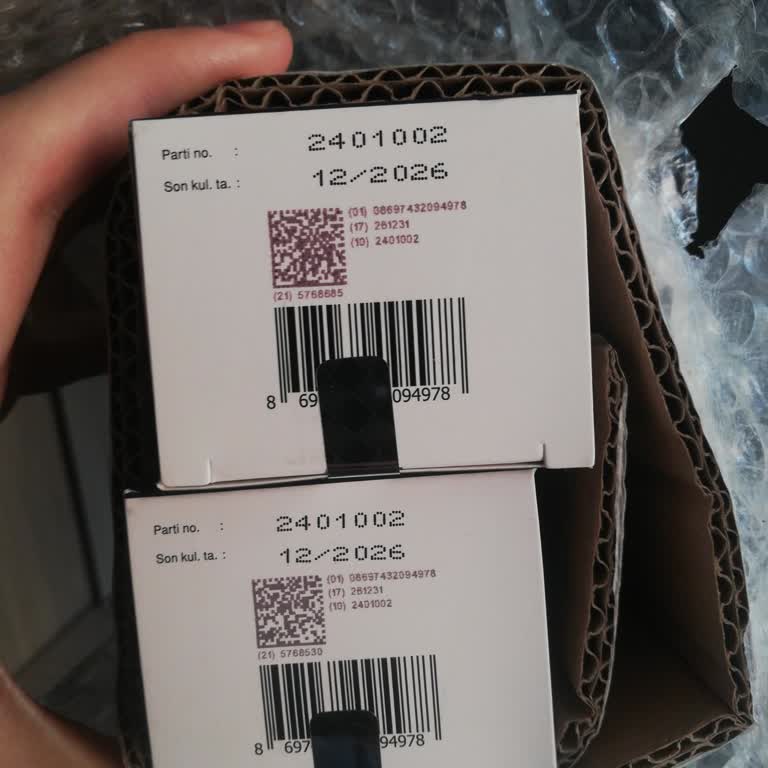 Parti no. : 2401002
Son kul. ta. : 12/2026
(01) 08697432094978
(17) 261231
(10) 2401002
(21) 5768685
8 69 094978
Parti no. : 2401002
Son kul. ta. : 12/2026
(01) 08697432094978
(17) 261231
(10) 2401002
(21) 5768530
8 697 94978